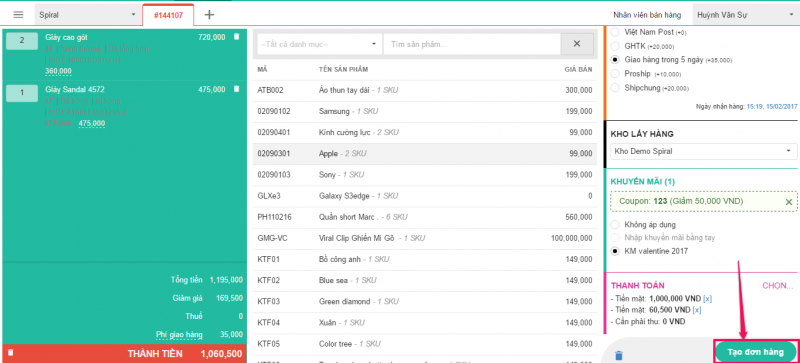 Spiral
#144107
Nhân viên bán hàng
Huỳnh Văn Sự
2
Giày cao gót
720,000
360,000
1
Giày Sandal 4572
475,000
475,000
Tổng tiền 1,195,000
Giảm giá 169,500
Thuế 0
Phí giao hàng 35,000
THÀNH TIỀN 1,060,500
--Tất cả danh mục--
Tìm sản phẩm...
MÃ TÊN SẢN PHẨM GIÁ BÁN
ATB002 Áo thun tay dài - 1 SKU 300,000
02090102 Samsung - 1 SKU 199,000
02090401 Kính cường lực - 2 SKU 99,000
02090301 Apple - 2 SKU 99,000
02090103 Sony - 1 SKU 199,000
GLXe3 Galaxy S3edge - 1 SKU 0
PH110216 Quần short Marc . - 6 SKU 560,000
GMG-VC Viral Clip Ghiền Mì Gõ - 1 SKU 100,000,000
KTF01 Bồ công anh - 1 SKU 149,000
KTF02 Blue sea - 1 SKU 149,000
KTF03 Green diamond - 1 SKU 149,000
KTF04 Xuân - 1 SKU 149,000
KTF05 Color tree - 1 SKU 149,000
Việt Nam Post (+0)
GHTK (+20,000)
Giao hàng trong 5 ngày (+35,000)
Proship (+10,000)
Shipchung (+20,000)
Ngày nhận hàng: 15:19, 15/02/2017
KHO LẤY HÀNG
Kho Demo Spiral
KHUYẾN MÃI (1)
Coupon: 123 (Giảm 50,000 VND)
Không áp dụng
Nhập khuyến mãi bằng tay
KM valentine 2017
THANH TOÁN CHỌN...
- Tiền mặt: 1,000,000 VND [x]
- Tiền mặt: 60,500 VND [x]
- Cần phải thu: 0 VND
Tạo đơn hàng